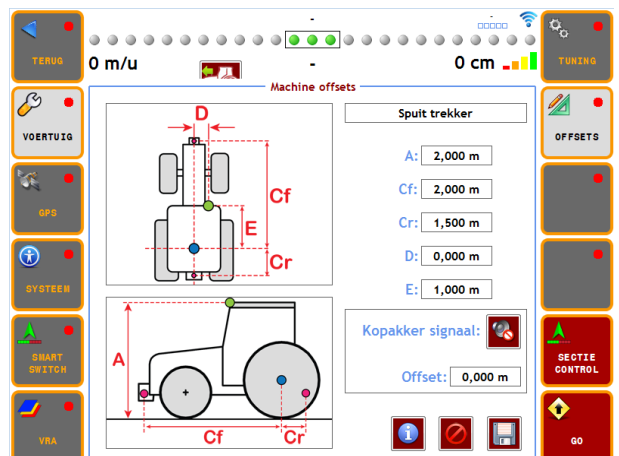 -
-
TERUG
0 m/u
-
0 cm
TUNING
Machine offsets
VOERTUIG
D
Cf
E
Cr
Spuit trekker
OFFSETS
A: 2,000 m
Cf: 2,000 m
GPS
Cr: 1,500 m
D: 0,000 m
SYSTEEM
E: 1,000 m
A
Cf
Cr
Kopakker signaal:
SMART
SWITCH
SECTIE
CONTROL
Offset: 0,000 m
VRA
i
GO